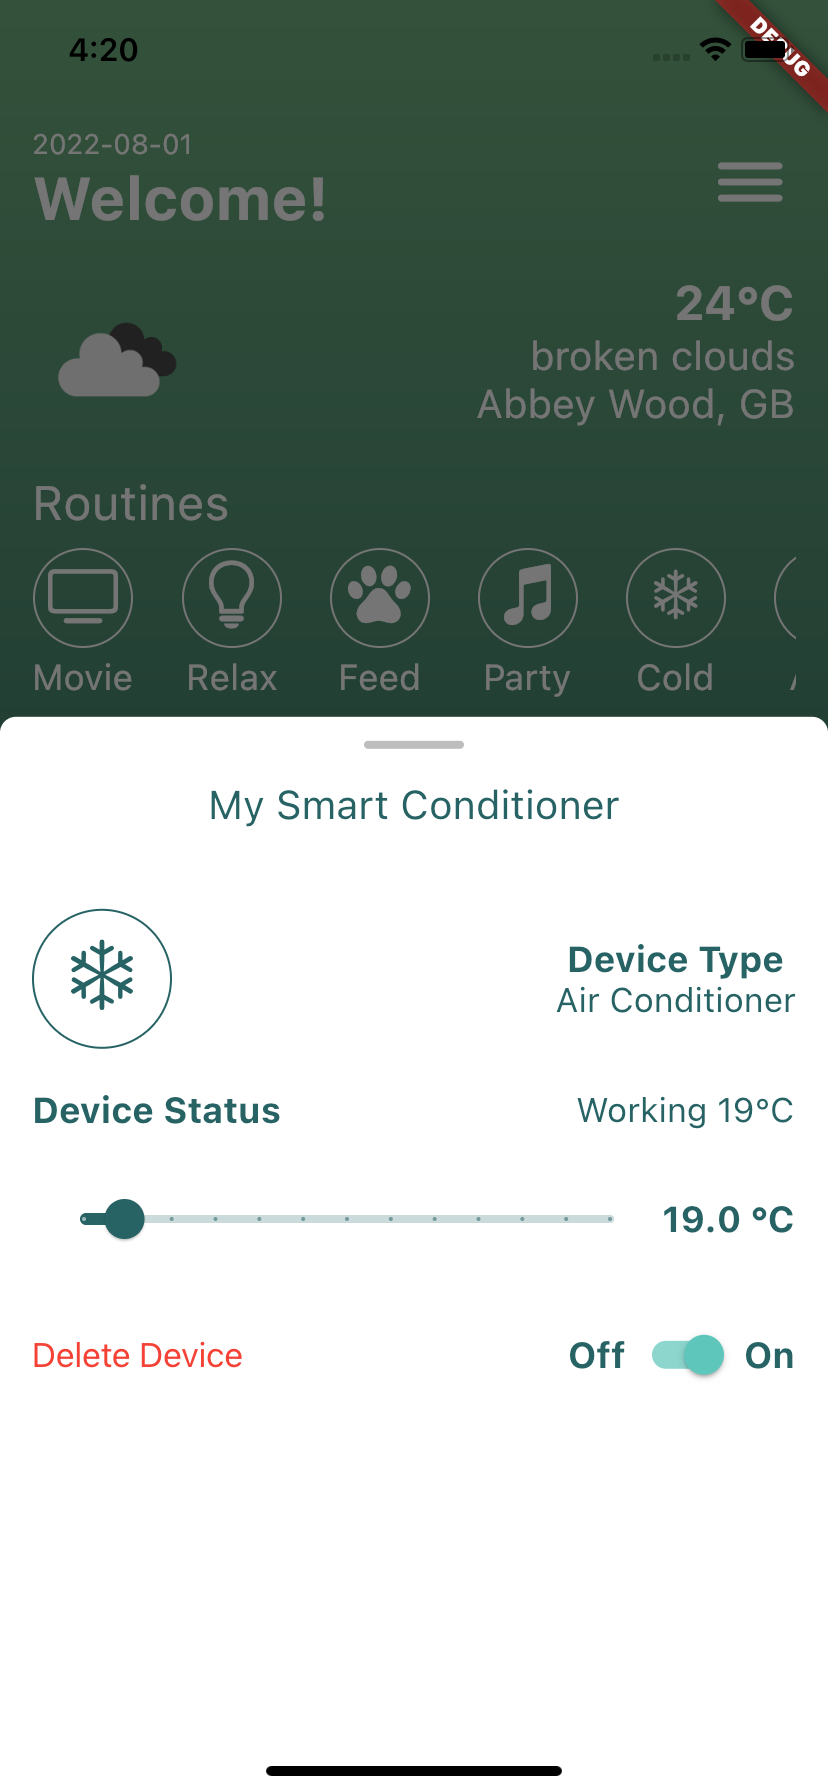 4:20
DEBUG
2022-08-01
Welcome!
24°C
broken clouds
Abbey Wood, GB
Routines
Movie Relax Feed Party Cold
My Smart Conditioner
Device Type
Air Conditioner
Device Status Working 19°C
19.0 °C
Delete Device Off On